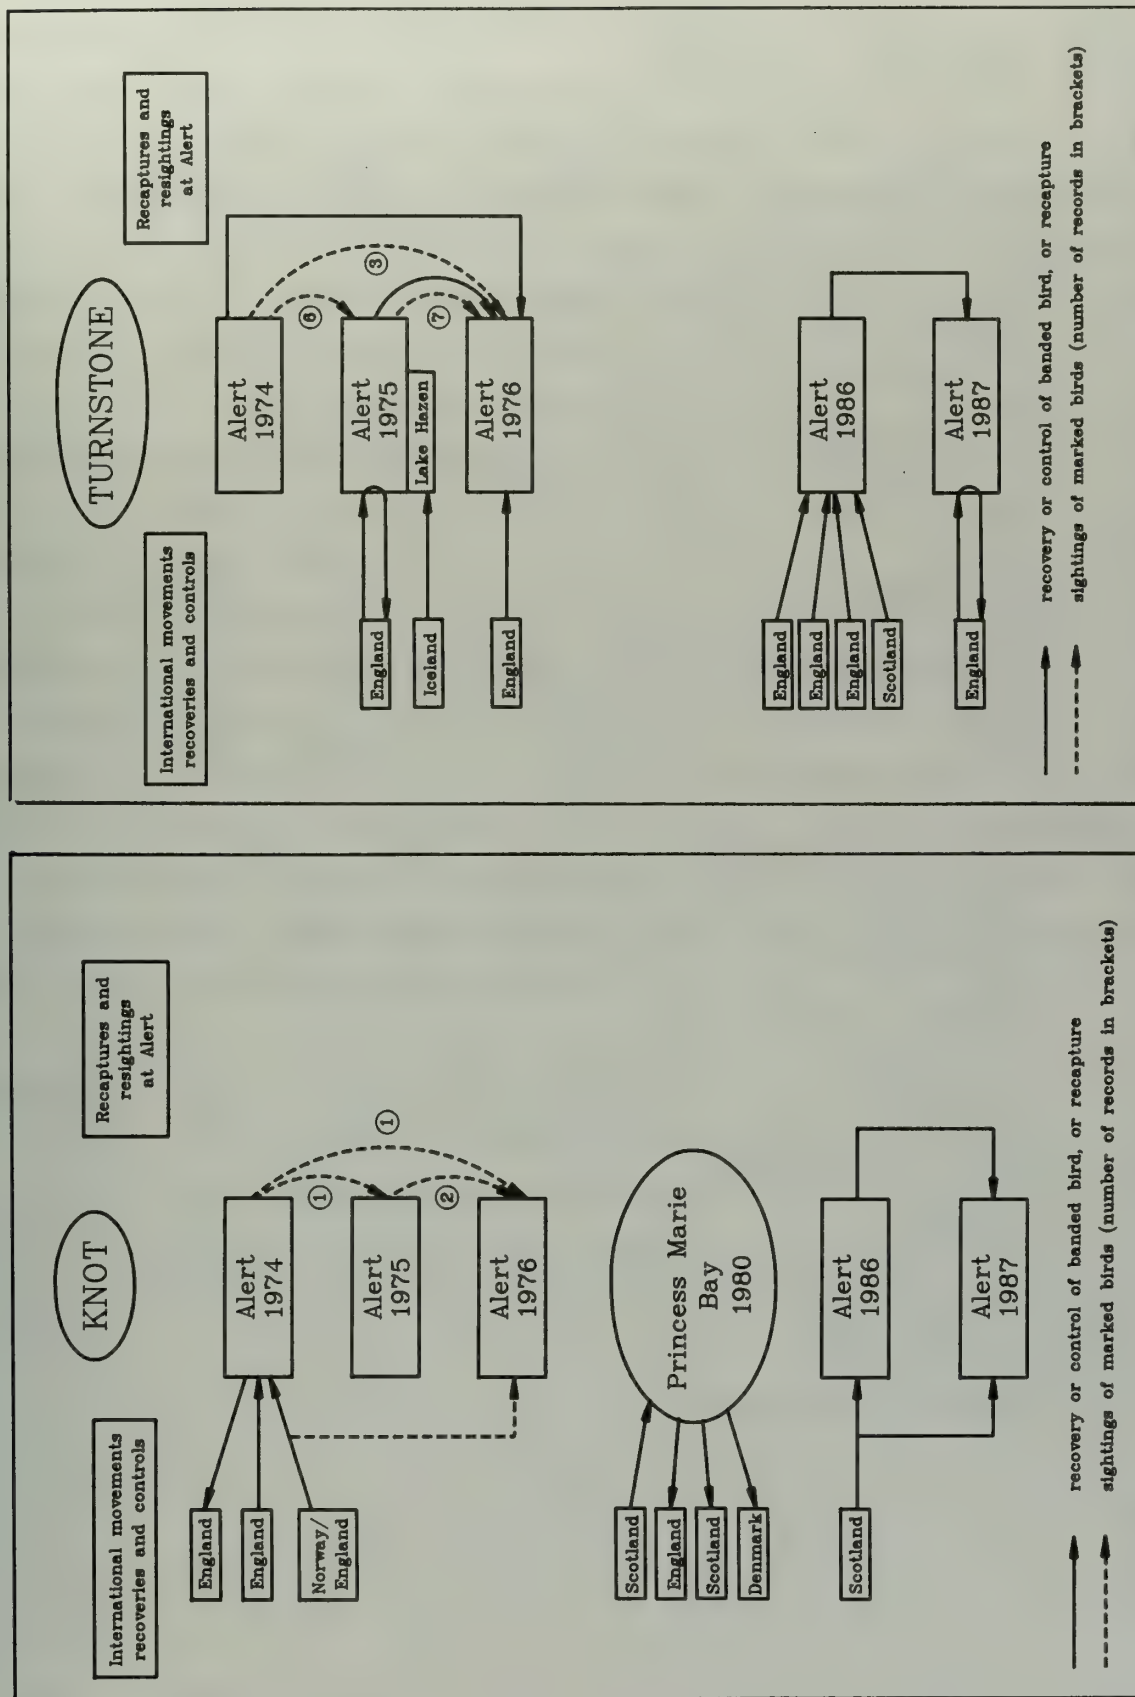 KNOT
International movements
recoveries and controls
Recaptures and
resightings
at Alert
England
England
Norway/
England
Alert
1974
Alert
1975
Alert
1976
1
1
2
Scotland
England
Scotland
Denmark
Princess Marie
Bay
1980
Scotland
Alert
1986
Alert
1987
recovery or control of banded bird, or recapture
sightings of marked birds (number of records in brackets)
TURNSTONE
International movements
recoveries and controls
Recaptures and
resightings
at Alert
Alert
1974
6
3
England
Alert
1975
Iceland
Lake Hazen
7
England
Alert
1976
England
England
England
Scotland
Alert
1986
England
Alert
1987
recovery or control of banded bird, or recapture
sightings of marked birds (number of records in brackets)